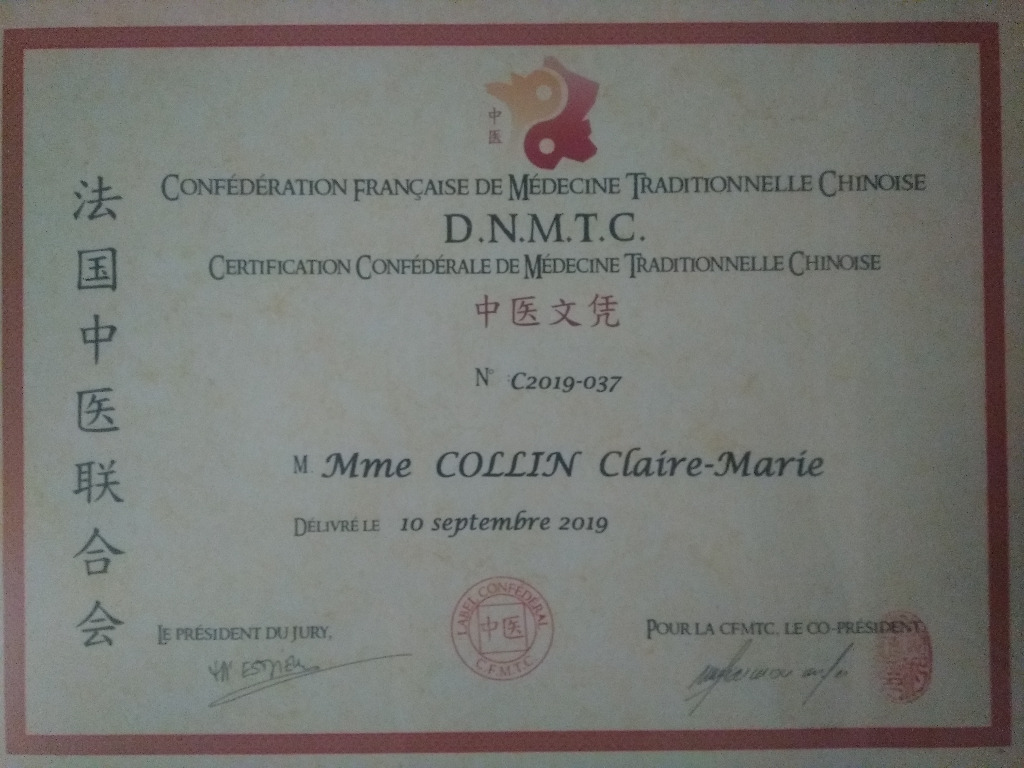 中医
CONFÉDÉRATION FRANÇAISE DE MÉDECINE TRADITIONNELLE CHINOISE
D.N.M.T.C.
CERTIFICATION CONFÉDÉRALE DE MÉDECINE TRADITIONNELLE CHINOISE
中医文凭
法国中医联合会
N° C2019-037
M. Mme COLLIN Claire-Marie
DÉLIVRÉ LE 10 septembre 2019
LE PRÉSIDENT DU JURY,
LABEL CONFÉDÉRAL
中医
C.F.M.T.C.
POUR LA CFMTC, LE CO-PRÉSIDENT,